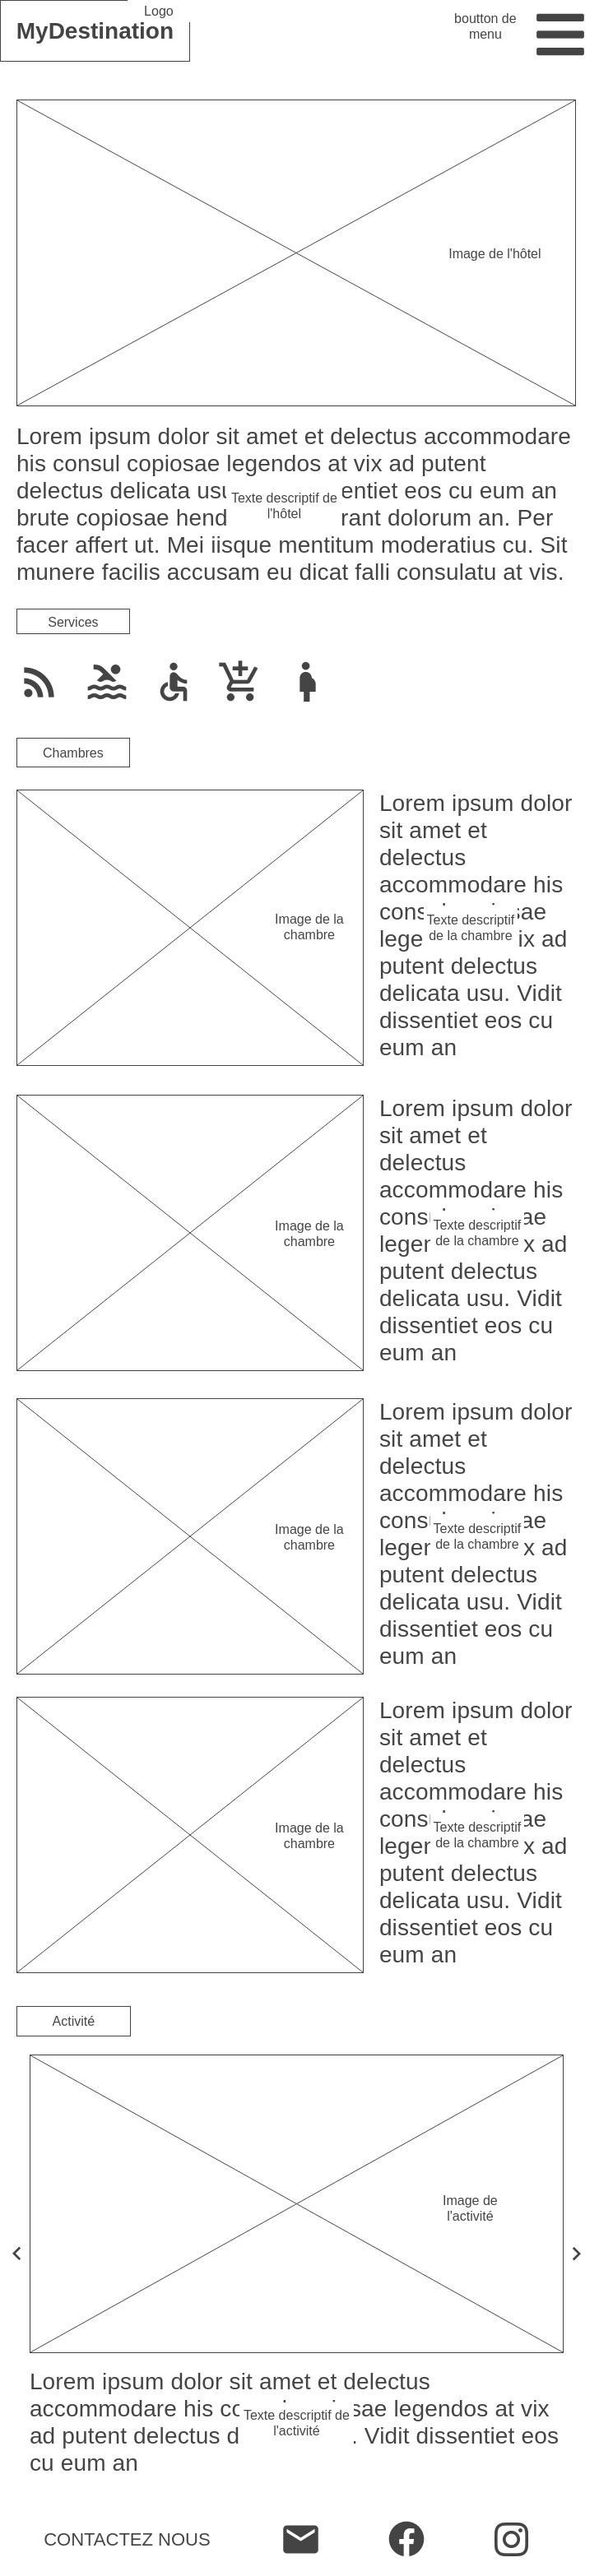 Logo
MyDestination
boutton de
menu
Image de l'hôtel
Lorem ipsum dolor sit amet et delectus accommodare
his consul copiosae legendos at vix ad putent
delectus delicata usu entiet eos cu eum an
brute copiosae hend rant dolorum an. Per
facer affert ut. Mei iisque mentitum moderatius cu. Sit
munere facilis accusam eu dicat falli consulatu at vis.
Texte descriptif de
l'hôtel
Services
Chambres
Image de la
chambre
Lorem ipsum dolor
sit amet et
delectus
accommodare his
cons ae
lege ix ad
putent delectus
delicata usu. Vidit
dissentiet eos cu
eum an
Texte descriptif
de la chambre
Image de la
chambre
Lorem ipsum dolor
sit amet et
delectus
accommodare his
cons ae
leger x ad
putent delectus
delicata usu. Vidit
dissentiet eos cu
eum an
Texte descriptif
de la chambre
Image de la
chambre
Lorem ipsum dolor
sit amet et
delectus
accommodare his
cons ae
leger x ad
putent delectus
delicata usu. Vidit
dissentiet eos cu
eum an
Texte descriptif
de la chambre
Image de la
chambre
Lorem ipsum dolor
sit amet et
delectus
accommodare his
cons ae
leger x ad
putent delectus
delicata usu. Vidit
dissentiet eos cu
eum an
Texte descriptif
de la chambre
Activité
Image de
l'activité
Lorem ipsum dolor sit amet et delectus
accommodare his co sae legendos at vix
ad putent delectus d . Vidit dissentiet eos
cu eum an
Texte descriptif de
l'activité
CONTACTEZ NOUS